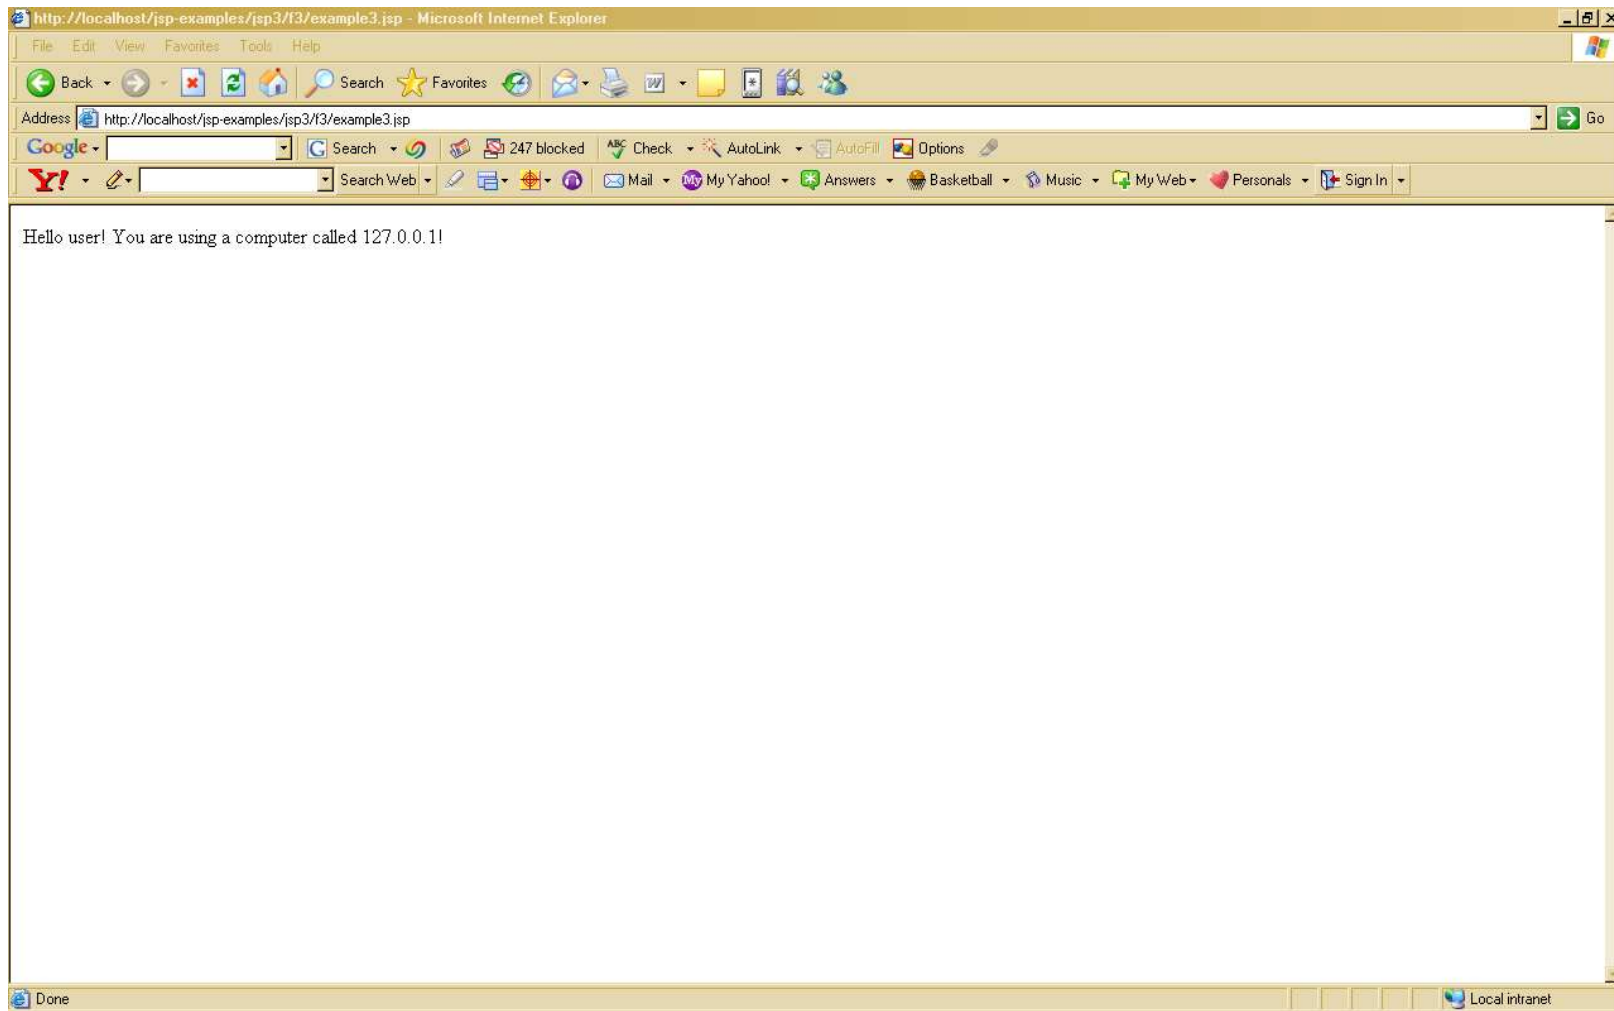 http://localhost/jsp-examples/jsp3/f3/example3.jsp - Microsoft Internet Explorer
File Edit View Favorites Tools Help
Back Search Favorites
Address http://localhost/jsp-examples/jsp3/f3/example3.jsp Go
Google Search 247 blocked ABC Check AutoLink AutoFill Options
Y! Search Web Mail My My Yahoo! Answers Basketball Music My Web Personals Sign In
Hello user! You are using a computer called 127.0.0.1!
Done Local intranet